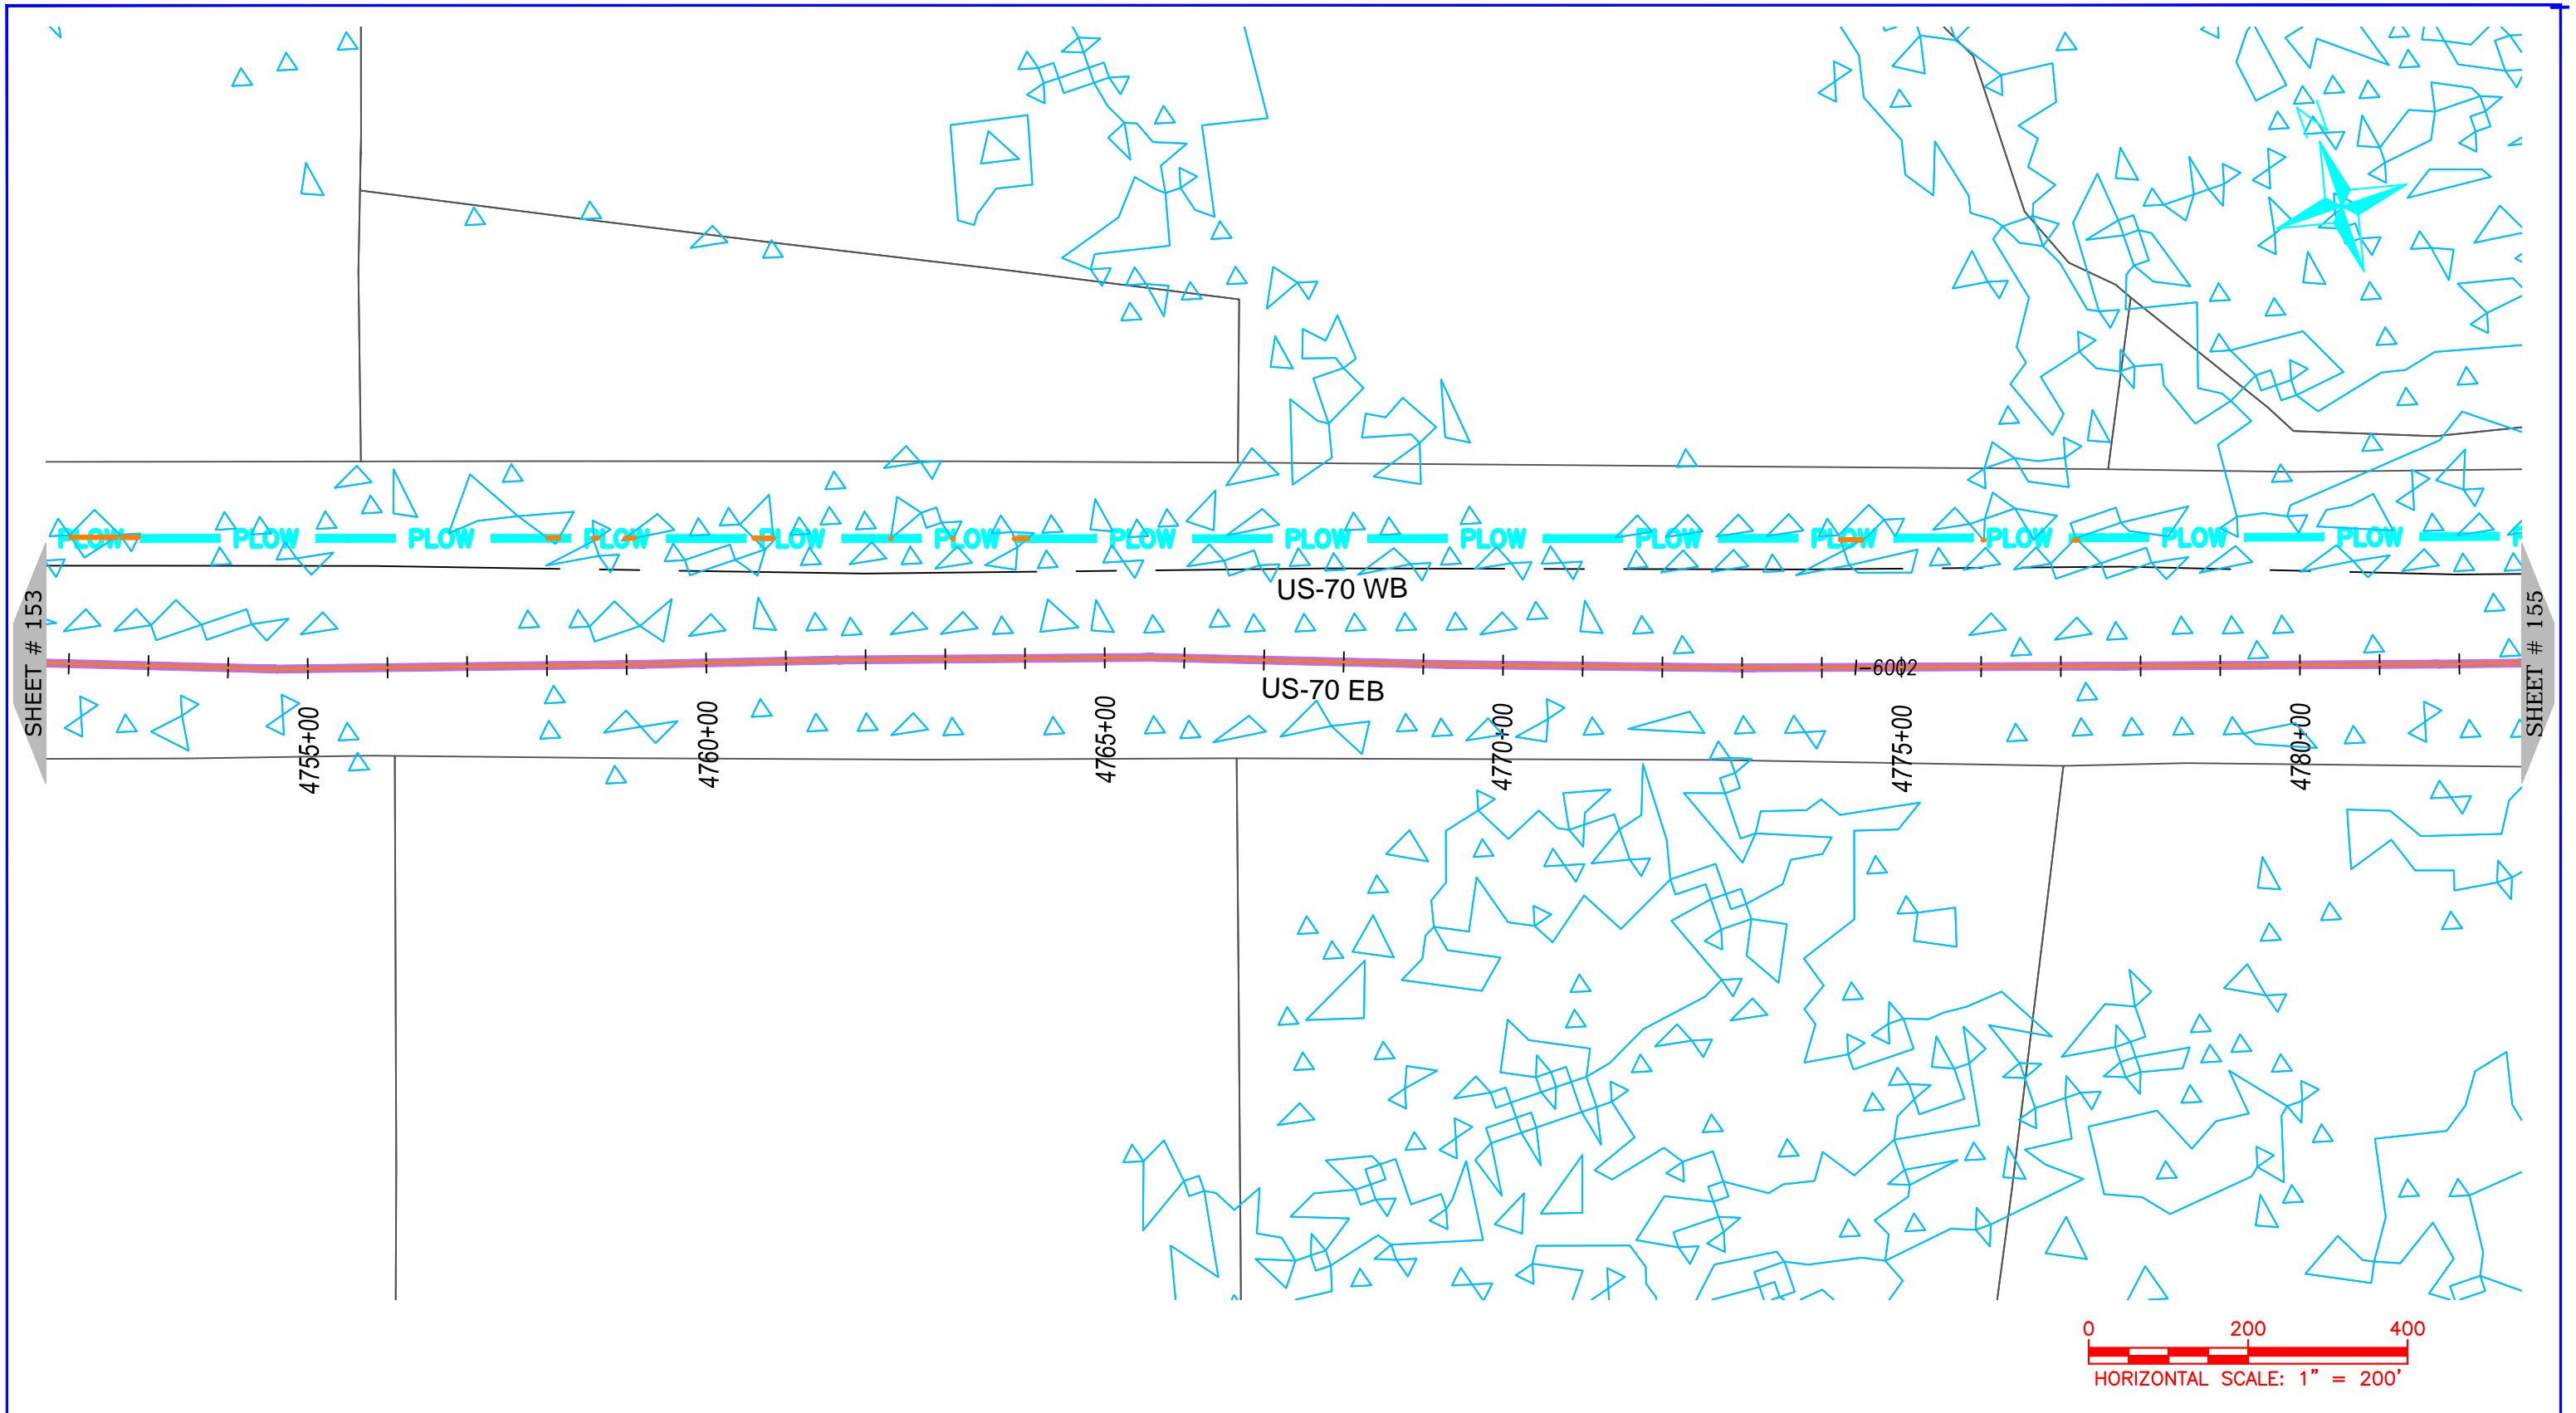 PLOW PLOW PLOW PLOW PLOW PLOW PLOW PLOW PLOW PLOW PLOW PLOW PLOW PLOW
US-70 WB
SHEET # 153
SHEET # 155
I-6002
US-70 EB
4755+00 4760+00 4765+00 4770+00 4775+00 4780+00
0 200 400
HORIZONTAL SCALE: 1" = 200'